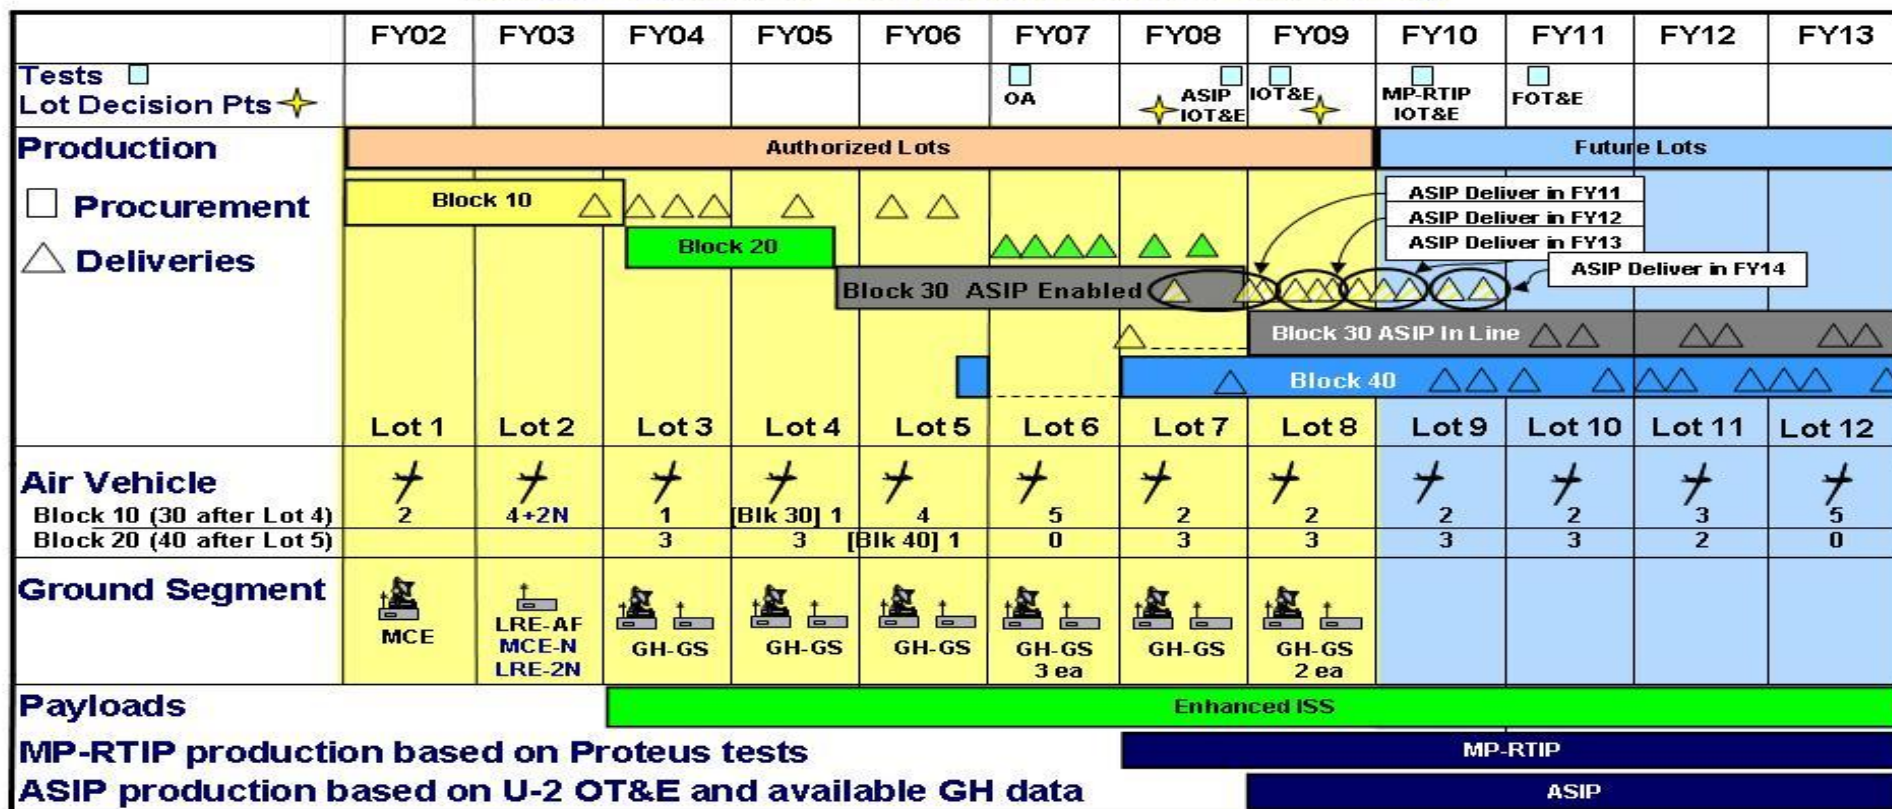 FY02 FY03 FY04 FY05 FY06 FY07 FY08 FY09 FY10 FY11 FY12 FY13
Tests
Lot Decision Pts
OA
ASIP
IOT&E
IOT&E
MP-RTIP
IOT&E
FOT&E
Production
Authorized Lots
Future Lots
Procurement
Deliveries
Block 10
ASIP Deliver in FY11
ASIP Deliver in FY12
ASIP Deliver in FY13
ASIP Deliver in FY14
Block 20
Block 30 ASIP Enabled
Block 30 ASIP In Line
Block 40
Lot 1 Lot 2 Lot 3 Lot 4 Lot 5 Lot 6 Lot 7 Lot 8 Lot 9 Lot 10 Lot 11 Lot 12
Air Vehicle
Block 10 (30 after Lot 4) 2 4+2N 1 [Blk 30] 1 4 5 2 2 2 2 3 5
Block 20 (40 after Lot 5) 3 3 [Blk 40] 1 0 3 3 3 3 2 0
Ground Segment
MCE
LRE-AF
MCE-N
LRE-2N
GH-GS
GH-GS
GH-GS
GH-GS
3 ea
GH-GS
GH-GS
2 ea
Payloads
Enhanced ISS
MP-RTIP production based on Proteus tests
MP-RTIP
ASIP production based on U-2 OT&E and available GH data
ASIP